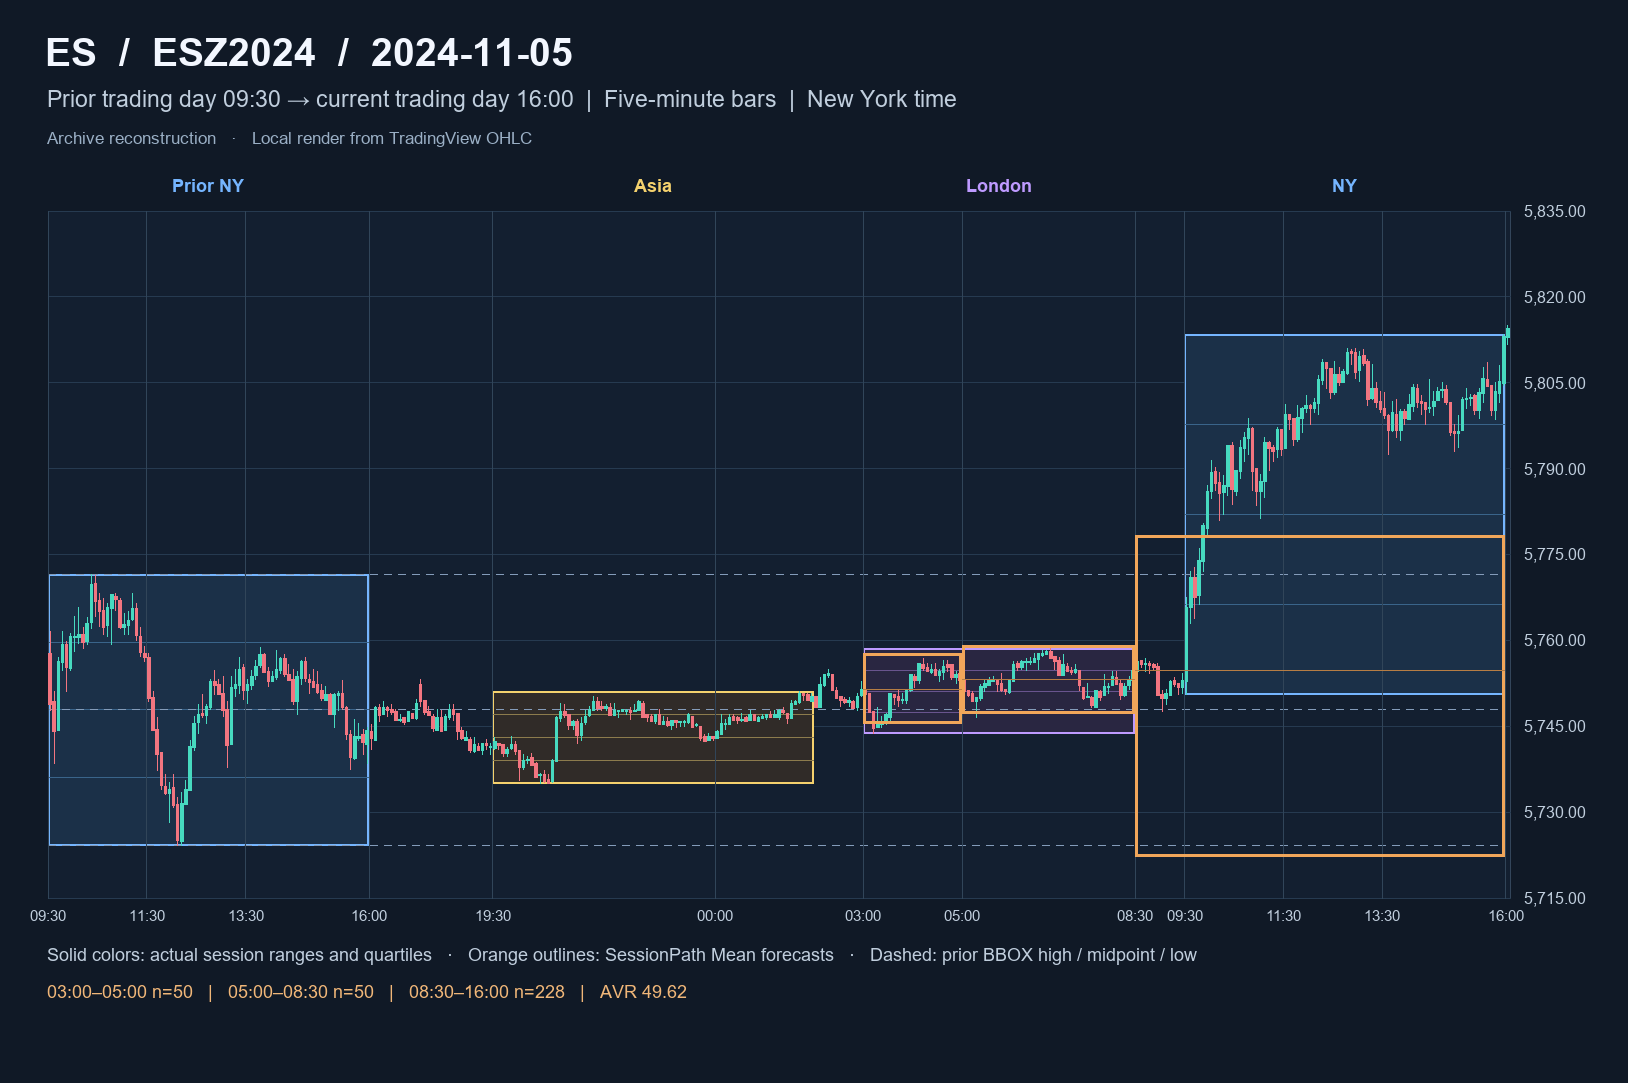 ES / ESZ2024 / 2024-11-05
Prior trading day 09:30 → current trading day 16:00 | Five-minute bars | New York time
Archive reconstruction · Local render from TradingView OHLC
Prior NY Asia London NY
5,835.00
5,820.00
5,805.00
5,790.00
5,775.00
5,760.00
5,745.00
5,730.00
5,715.00
09:30 11:30 13:30 16:00 19:30 00:00 03:00 05:00 08:30 09:30 11:30 13:30 16:00
Solid colors: actual session ranges and quartiles · Orange outlines: SessionPath Mean forecasts · Dashed: prior BBOX high / midpoint / low
03:00–05:00 n=50 | 05:00–08:30 n=50 | 08:30–16:00 n=228 | AVR 49.62